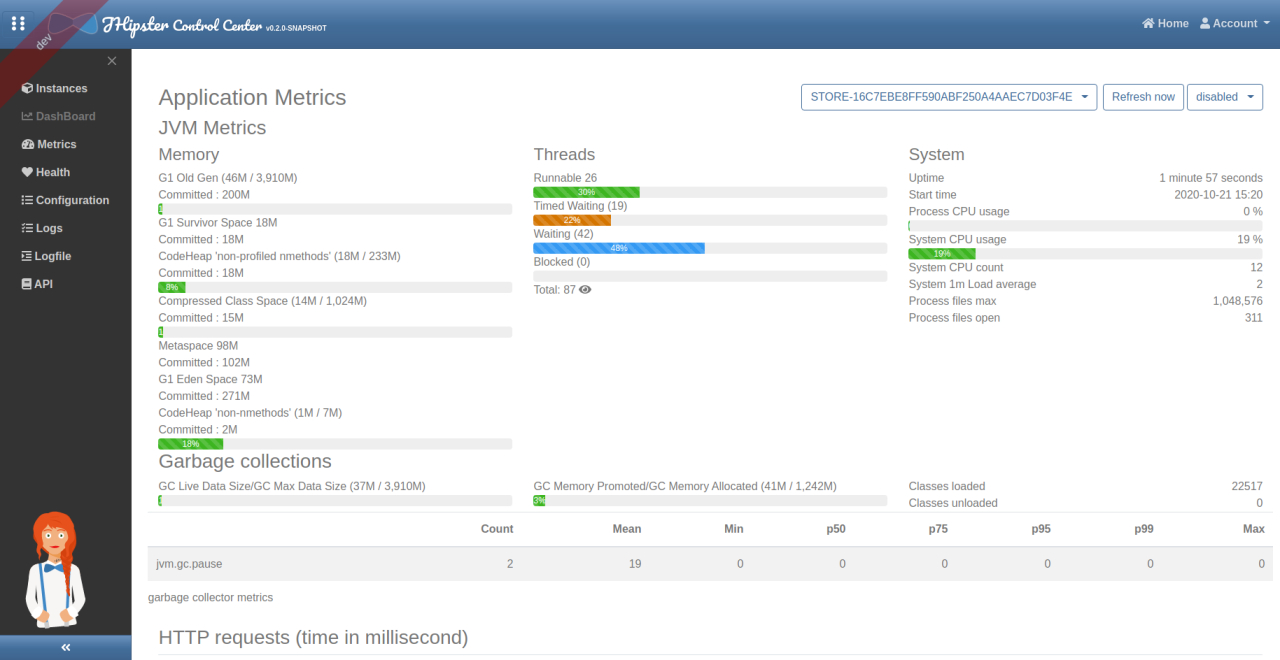 JHipster Control Center v0.2.0-SNAPSHOT
Home Account
dev
Instances
DashBoard
Metrics
Health
Configuration
Logs
Logfile
API
Application Metrics
STORE-16C7EBE8FF590ABF250A4AAEC7D03F4E Refresh now disabled
JVM Metrics
Memory
G1 Old Gen (46M / 3,910M)
Committed : 200M
1
G1 Survivor Space 18M
Committed : 18M
CodeHeap 'non-profiled nmethods' (18M / 233M)
Committed : 18M
8%
Compressed Class Space (14M / 1,024M)
Committed : 15M
1
Metaspace 98M
Committed : 102M
G1 Eden Space 73M
Committed : 271M
CodeHeap 'non-nmethods' (1M / 7M)
Committed : 2M
18%
Threads
Runnable 26
30%
Timed Waiting (19)
22%
Waiting (42)
48%
Blocked (0)
Total: 87
System
Uptime 1 minute 57 seconds
Start time 2020-10-21 15:20
Process CPU usage 0 %
System CPU usage 19 %
19%
System CPU count 12
System 1m Load average 2
Process files max 1,048,576
Process files open 311
Garbage collections
GC Live Data Size/GC Max Data Size (37M / 3,910M)
GC Memory Promoted/GC Memory Allocated (41M / 1,242M)
3%
Classes loaded 22517
Classes unloaded 0
Count Mean Min p50 p75 p95 p99 Max
jvm.gc.pause 2 19 0 0 0 0 0 0
garbage collector metrics
HTTP requests (time in millisecond)